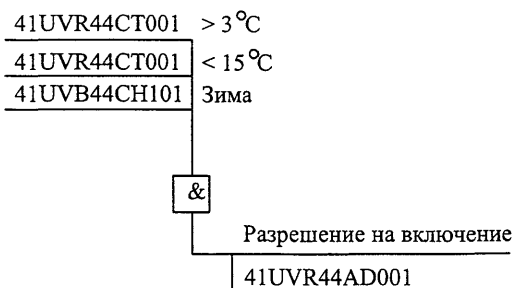 41UVR44CT001 > 3°C
41UVR44CT001 < 15°C
41UVB44CH101 Зима
&
Разрешение на включение
41UVR44AD001